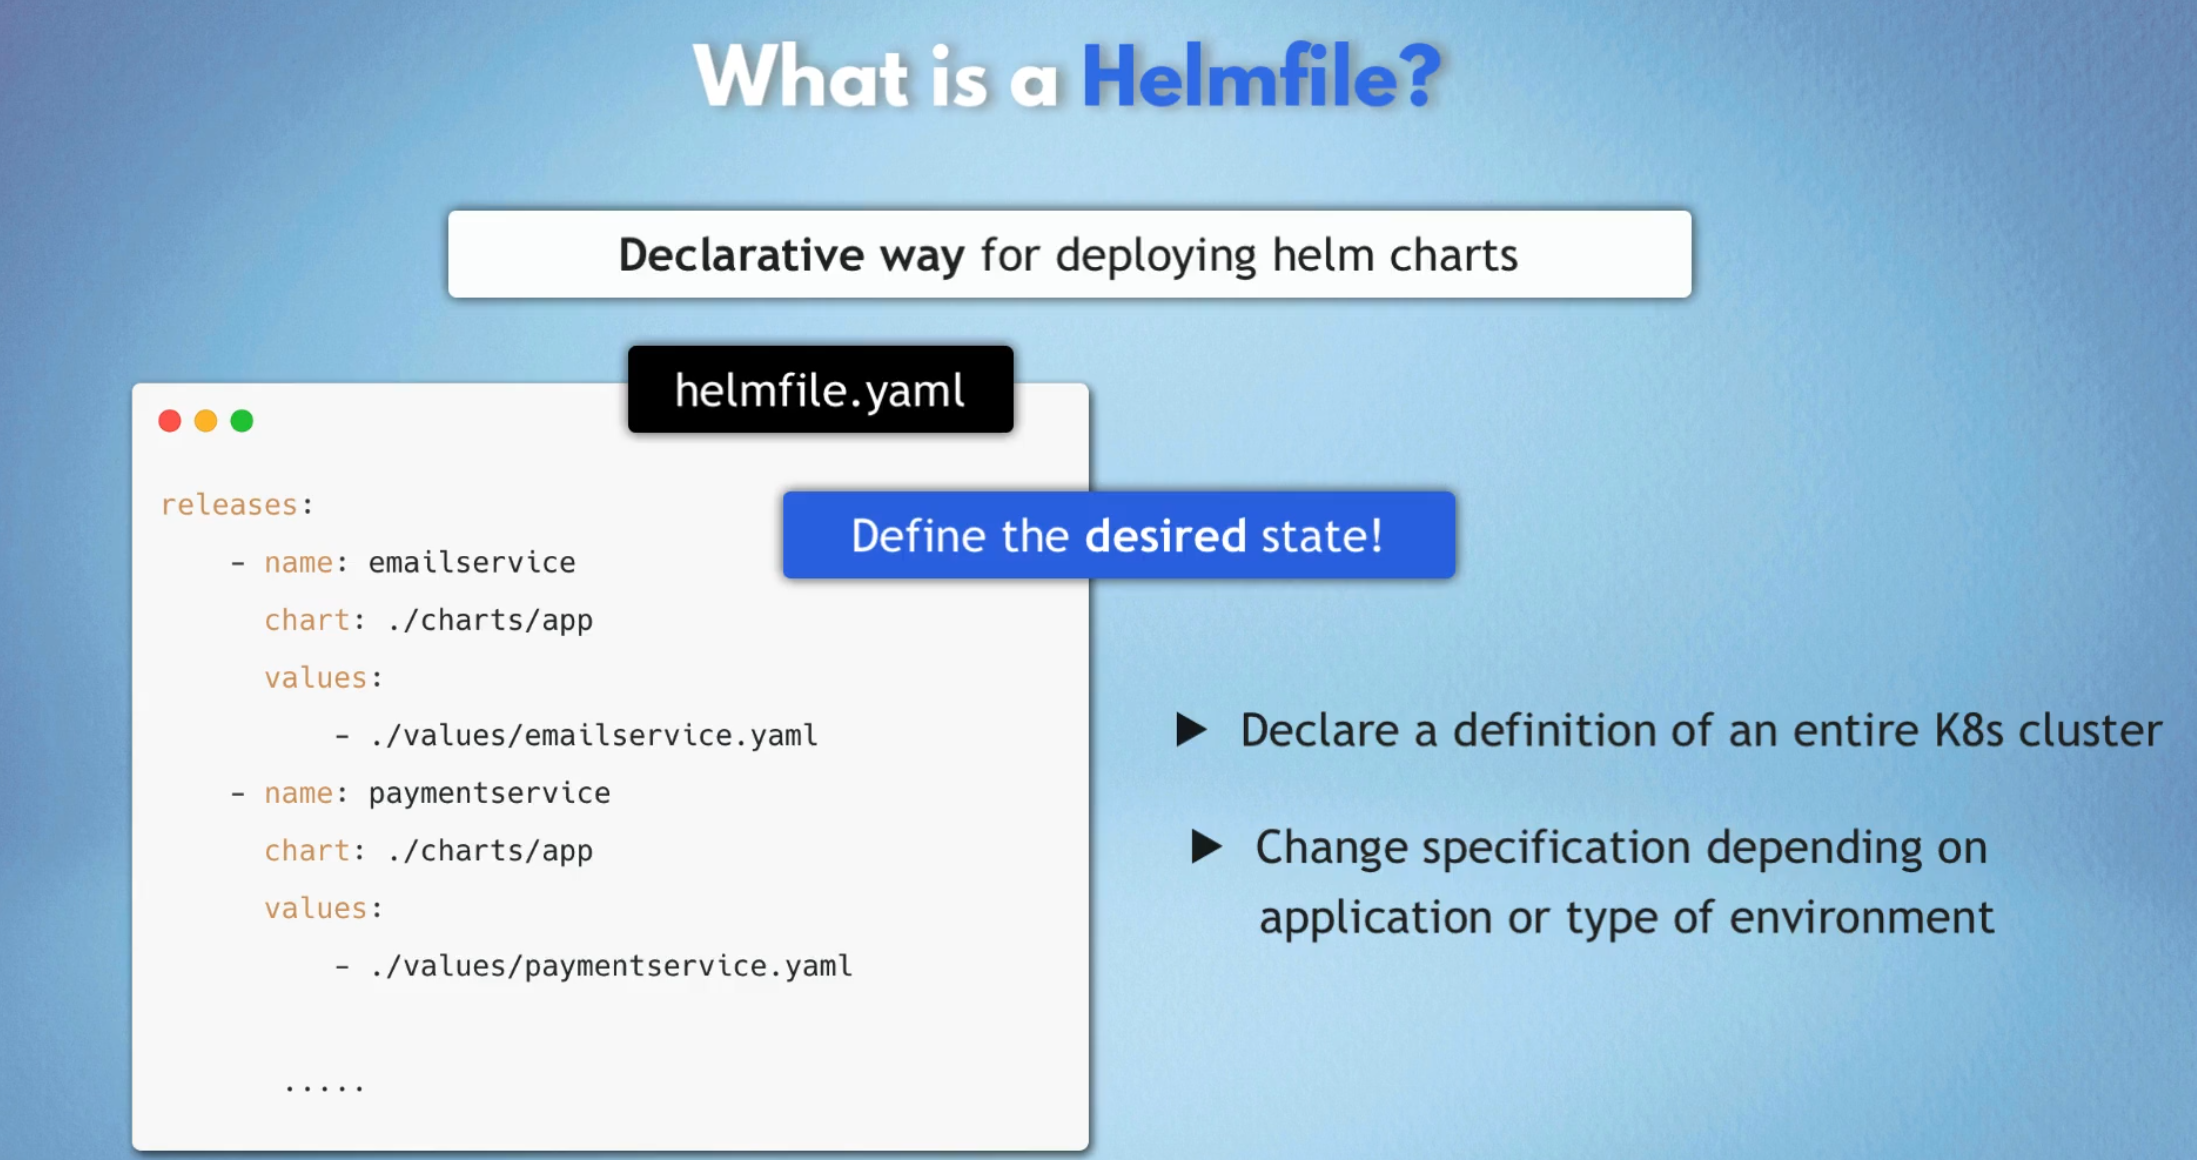 What is a Helmfile?
Declarative way for deploying helm charts
helmfile.yaml
Define the desired state!
releases:
    - name: emailservice
      chart: ./charts/app
      values:
          - ./values/emailservice.yaml
    - name: paymentservice
      chart: ./charts/app
      values:
          - ./values/paymentservice.yaml
       .....
▶ Declare a definition of an entire K8s cluster
▶ Change specification depending on
application or type of environment